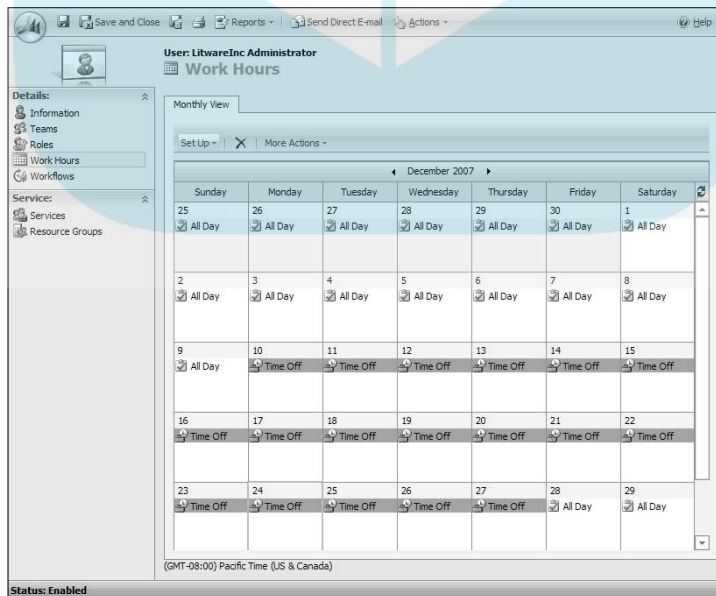 Save and Close Reports Send Direct E-mail Actions Help
User: LitwareInc Administrator
Work Hours
Details:
Information
Teams
Roles
Work Hours
Workflows
Service:
Services
Resource Groups
Monthly View
Set Up More Actions
December 2007
Sunday Monday Tuesday Wednesday Thursday Friday Saturday
25 26 27 28 29 30 1
All Day All Day All Day All Day All Day All Day All Day
2 3 4 5 6 7 8
All Day All Day All Day All Day All Day All Day All Day
9 10 11 12 13 14 15
All Day Time Off Time Off Time Off Time Off Time Off Time Off
16 17 18 19 20 21 22
Time Off Time Off Time Off Time Off Time Off Time Off Time Off
23 24 25 26 27 28 29
Time Off Time Off Time Off Time Off Time Off All Day All Day
(GMT-08:00) Pacific Time (US & Canada)
Status: Enabled